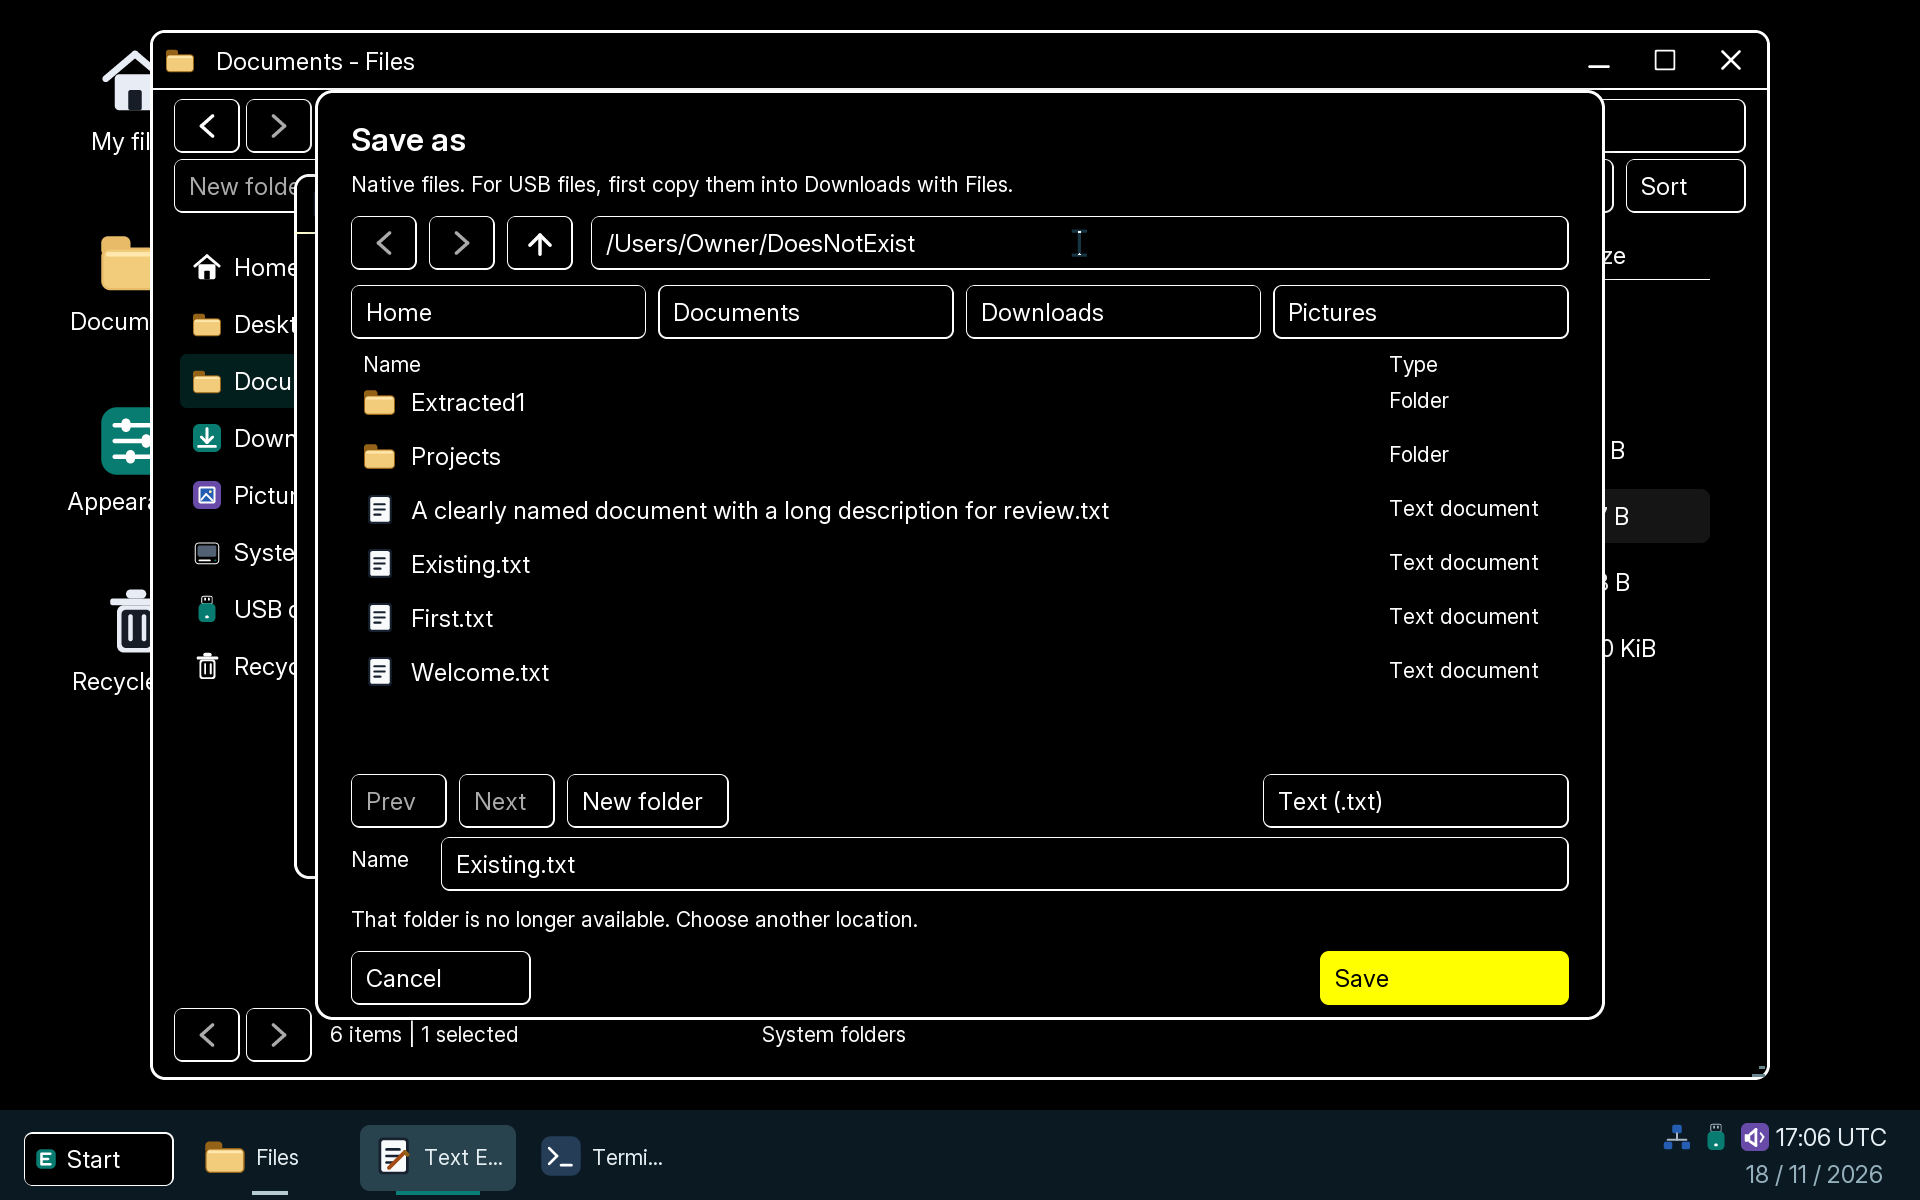 Documents - Files
My fil
New folde
Sort
Save as
Native files. For USB files, first copy them into Downloads with Files.
/Users/Owner/DoesNotExist
Home
Documents
Downloads
Pictures
Name
Type
Extracted1
Folder
Projects
Folder
A clearly named document with a long description for review.txt
Text document
Existing.txt
Text document
First.txt
Text document
Welcome.txt
Text document
Prev
Next
New folder
Text (.txt)
Name
Existing.txt
That folder is no longer available. Choose another location.
Cancel
Save
Home
Deskt
Docu
Down
Pictur
Syste
USB
Recyc
ze
B
B
B
KiB
Docum
Appeara
Recycle
6 items | 1 selected
System folders
Start
Files
Text E...
Termi...
17:06 UTC
18 / 11 / 2026